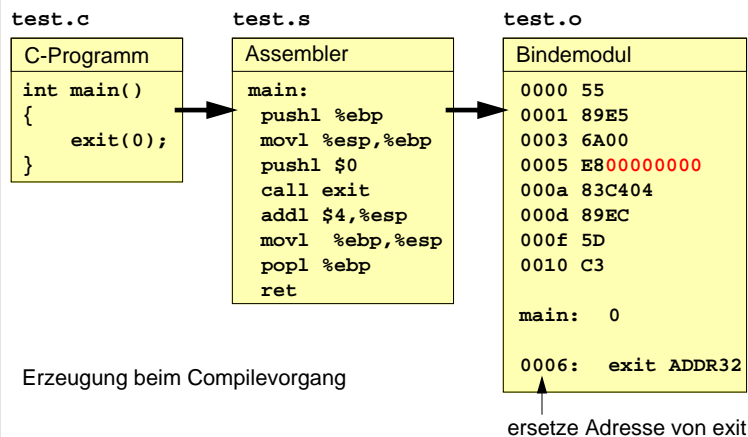 test.c
C-Programm
int main()
{
exit(0);
}
test.s
Assembler
main:
pushl %ebp
movl %esp,%ebp
pushl $0
call exit
addl $4,%esp
movl %ebp,%esp
popl %ebp
ret
test.o
Bindemodul
0000 55
0001 89E5
0003 6A00
0005 E800000000
000a 83C404
000d 89EC
000f 5D
0010 C3
main: 0
0006: exit ADDR32
Erzeugung beim Compilevorgang
ersetze Adresse von exit